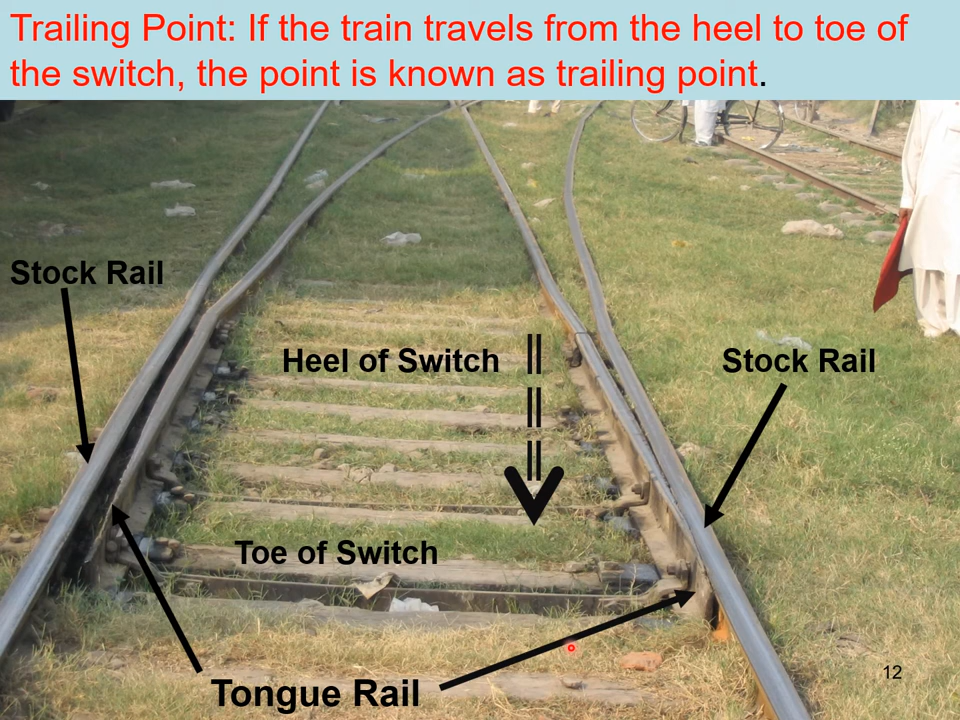 Trailing Point: If the train travels from the heel to toe of
the switch, the point is known as trailing point.
Stock Rail
Heel of Switch
Stock Rail
Toe of Switch
Tongue Rail
12